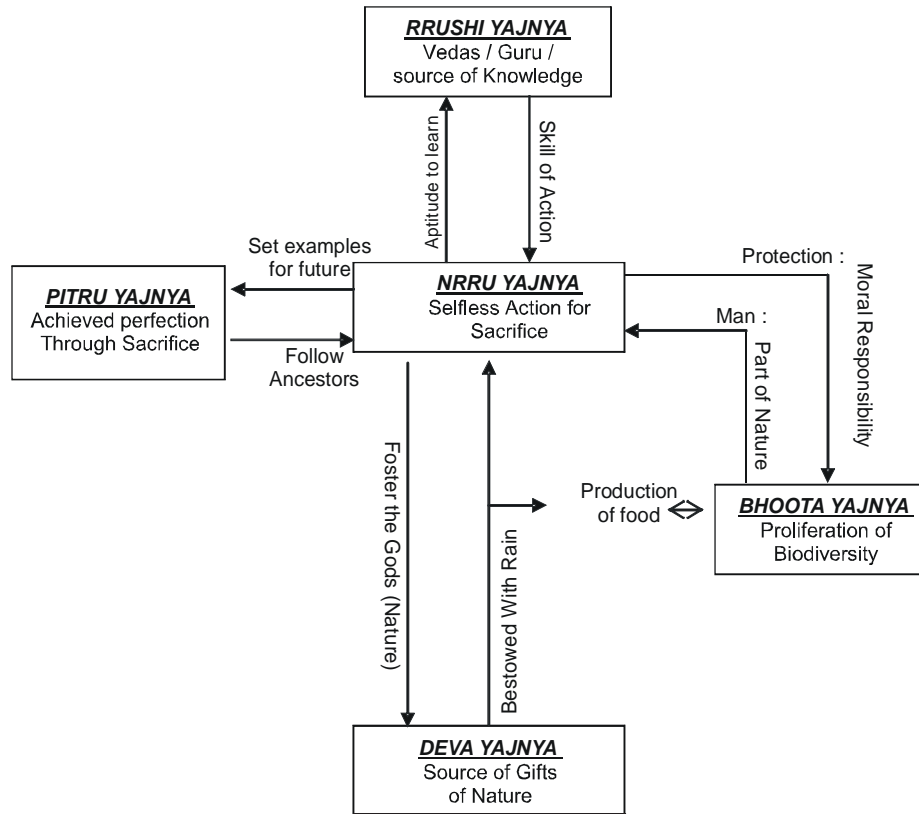 RRUSHI YAJNYA
Vedas / Guru /
source of Knowledge
Aptitude to learn
Skill of Action
Set examples
for future
PITRU YAJNYA
Achieved perfection
Through Sacrifice
Follow
Ancestors
NRRU YAJNYA
Selfless Action for
Sacrifice
Protection :
Moral Responsibility
Man :
Part of Nature
Foster the Gods (Nature)
Bestowed With Rain
Production
of food
BHOOTA YAJNYA
Proliferation of
Biodiversity
DEVA YAJNYA
Source of Gifts
of Nature